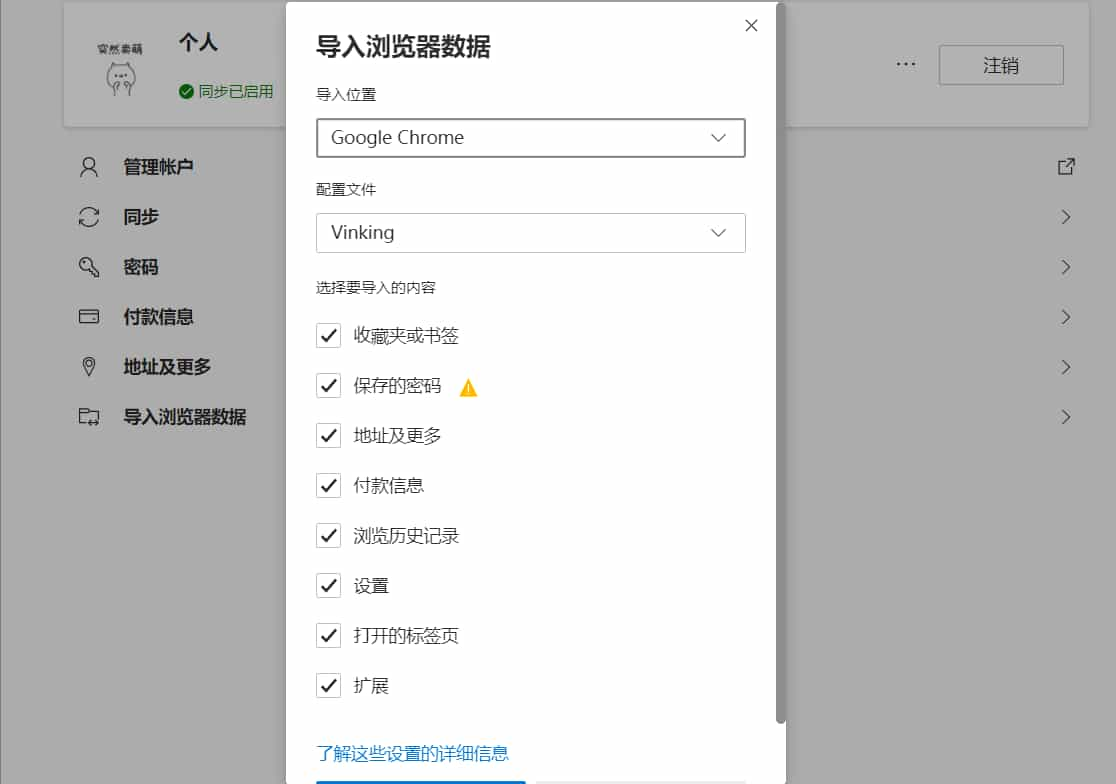 突然卖萌
个人
同步已启用
···
注销
管理帐户
同步
密码
付款信息
地址及更多
导入浏览器数据
导入浏览器数据
导入位置
Google Chrome
配置文件
Vinking
选择要导入的内容
收藏夹或书签
保存的密码
地址及更多
付款信息
浏览历史记录
设置
打开的标签页
扩展
了解这些设置的详细信息